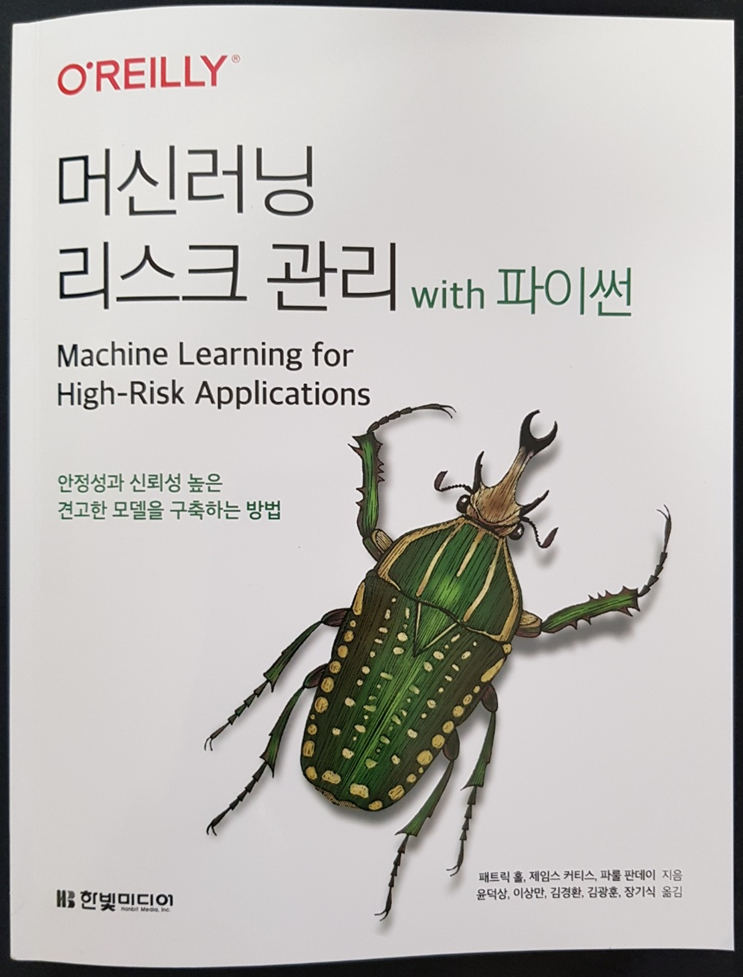 O'REILLY®
머신러닝
리스크 관리 with 파이썬
Machine Learning for
High-Risk Applications
안정성과 신뢰성 높은
견고한 모델을 구축하는 방법
패트릭 홀, 제임스 커티스, 파룰 판데이 지음
윤덕상, 이상만, 김경환, 김광훈, 장기식 옮김
HB 한빛미디어
Hanbit Media, Inc.